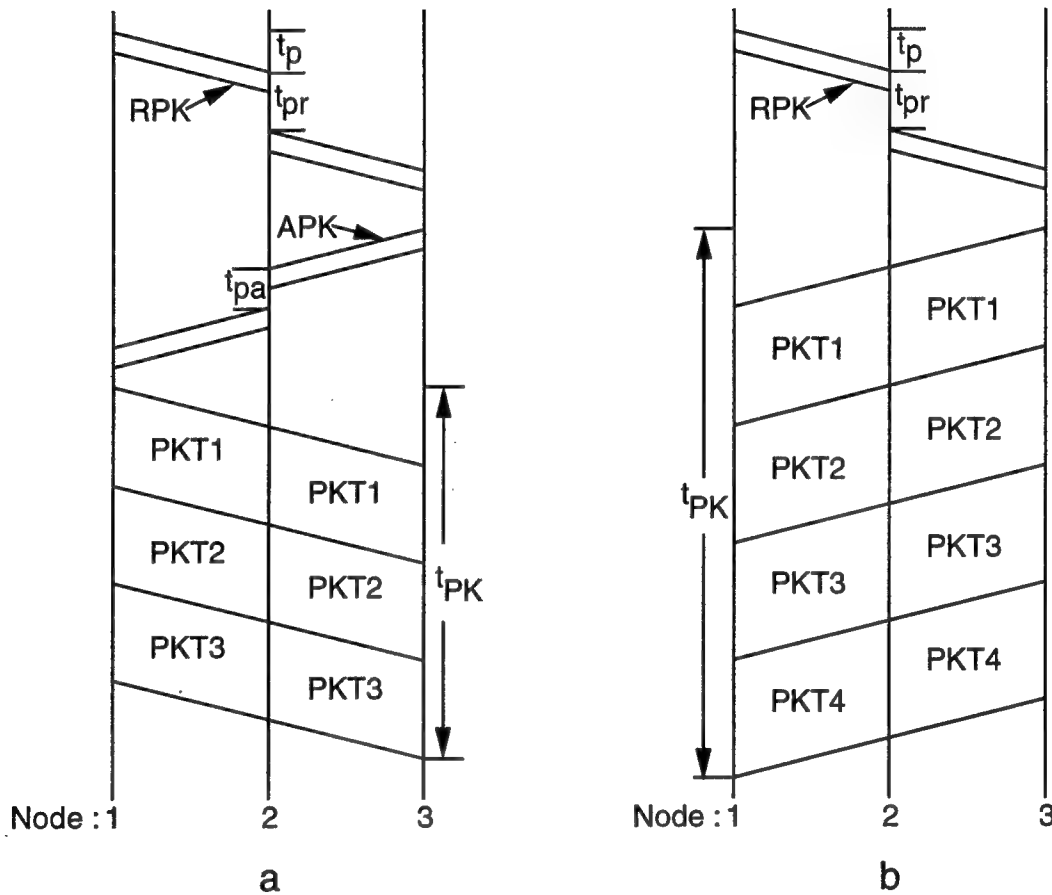 tp
RPK
tpr
APK
tpa
PKT1
PKT1
PKT2
PKT2
tPK
PKT3
PKT3
Node : 1 2 3
a
tp
RPK
tpr
PKT1
PKT1
PKT2
PKT2
tPK
PKT3
PKT3
PKT4
PKT4
Node : 1 2 3
b